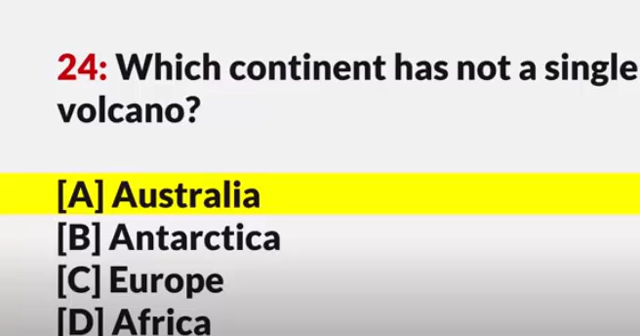 24: Which continent has not a single
volcano?
[A] Australia
[B] Antarctica
[C] Europe
[D] Africa